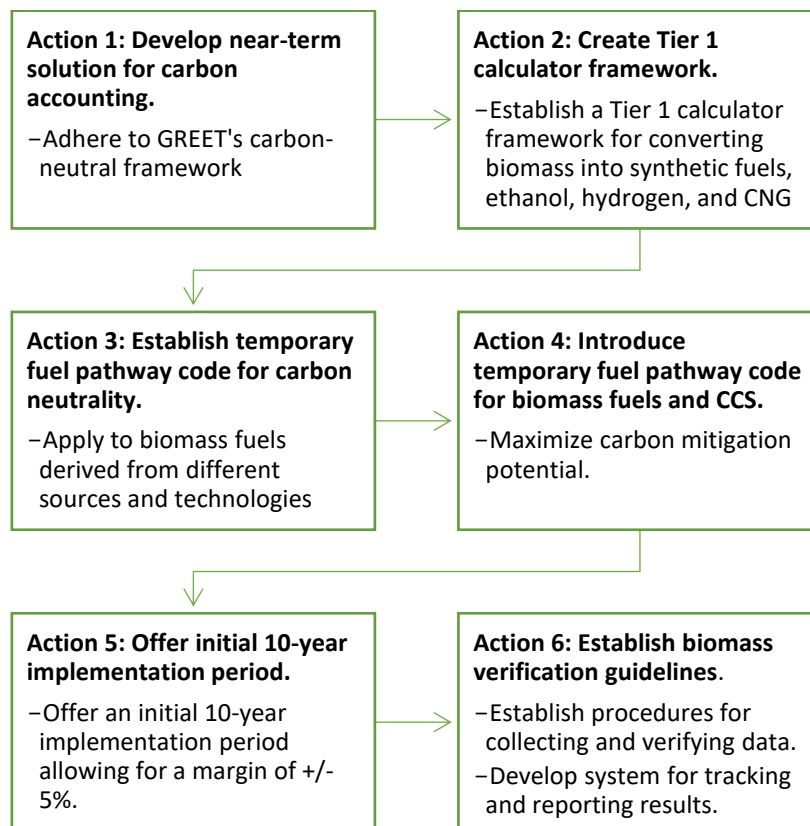 Action 1: Develop near-term
solution for carbon
accounting.
−Adhere to GREET's carbon-
neutral framework
Action 2: Create Tier 1
calculator framework.
−Establish a Tier 1 calculator
framework for converting
biomass into synthetic fuels,
ethanol, hydrogen, and CNG
Action 3: Establish temporary
fuel pathway code for carbon
neutrality.
−Apply to biomass fuels
derived from different
sources and technologies
Action 4: Introduce
temporary fuel pathway code
for biomass fuels and CCS.
−Maximize carbon mitigation
potential.
Action 5: Offer initial 10-year
implementation period.
−Offer an initial 10-year
implementation period
allowing for a margin of +/-
5%.
Action 6: Establish biomass
verification guidelines.
−Establish procedures for
collecting and verifying data.
−Develop system for tracking
and reporting results.